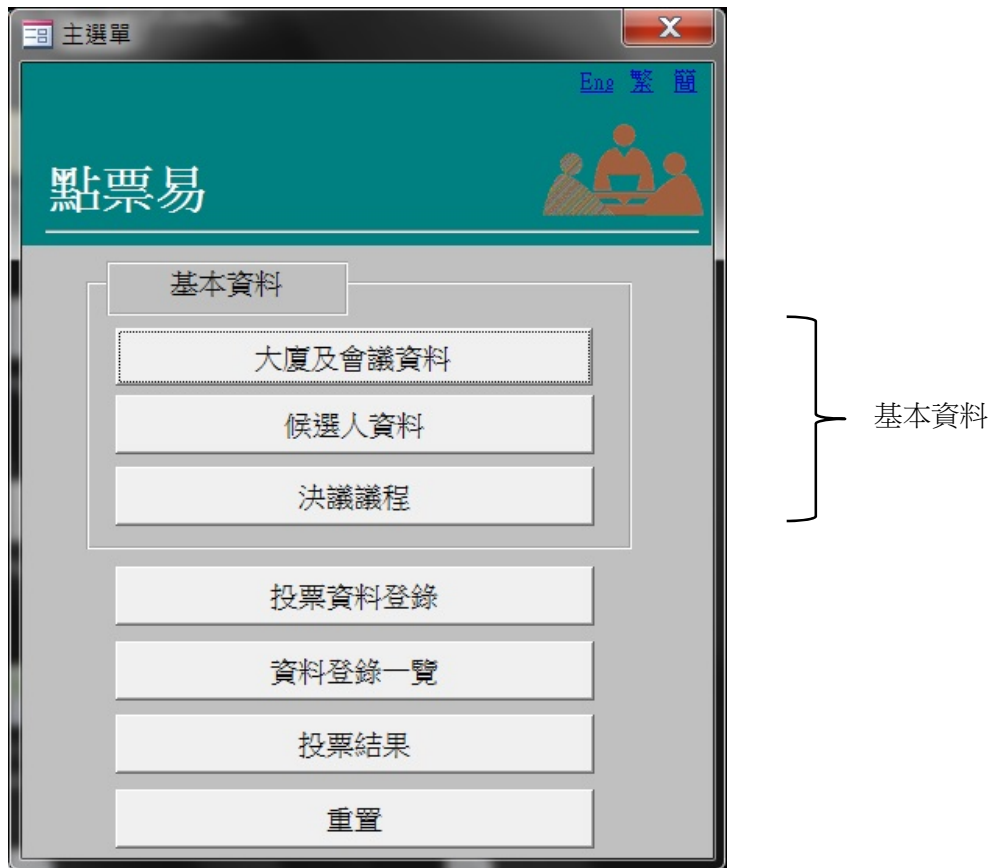 主選單
Eng 繁 簡
點票易
基本資料
大廈及會議資料
候選人資料
基本資料
決議議程
投票資料登錄
資料登錄一覽
投票結果
重置